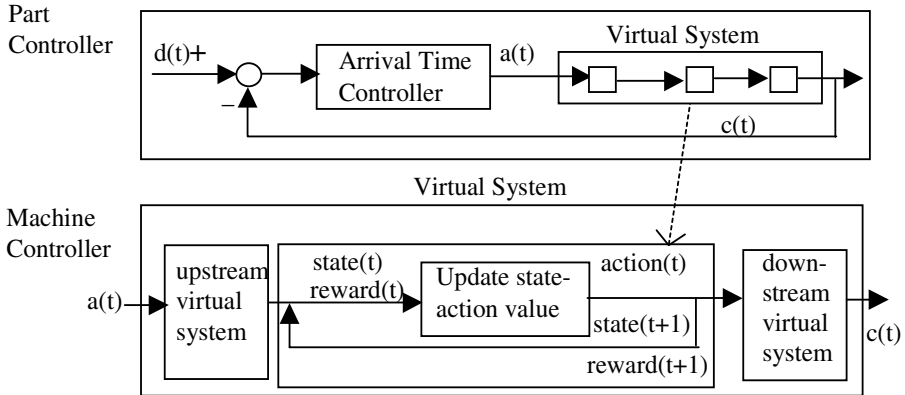 Part
Controller
d(t)+
−
Arrival Time
Controller
a(t)
Virtual System
c(t)
Virtual System
Machine
Controller
a(t)
upstream
virtual
system
state(t)
reward(t)
Update state-
action value
action(t)
state(t+1)
reward(t+1)
down-
stream
virtual
system
c(t)